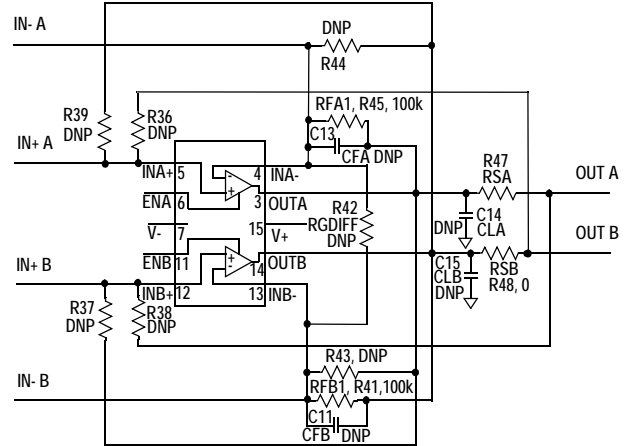 IN- A
DNP
R44
R39
DNP
R36
DNP
RFA1, R45, 100k
C13
CFA DNP
IN+ A
INA+
5
4
INA-
ENA
6
3
OUTA
V-
7
15
V+
ENB
11
14
OUTB
INB+
12
13
INB-
R42
RGDIFF
DNP
R47
RSA
OUT A
DNP
C14
CLA
OUT B
C15
CLB
DNP
RSB
R48, 0
IN+ B
R37
DNP
R38
DNP
R43, DNP
RFB1, R41,100k
IN- B
C11
CFB
DNP